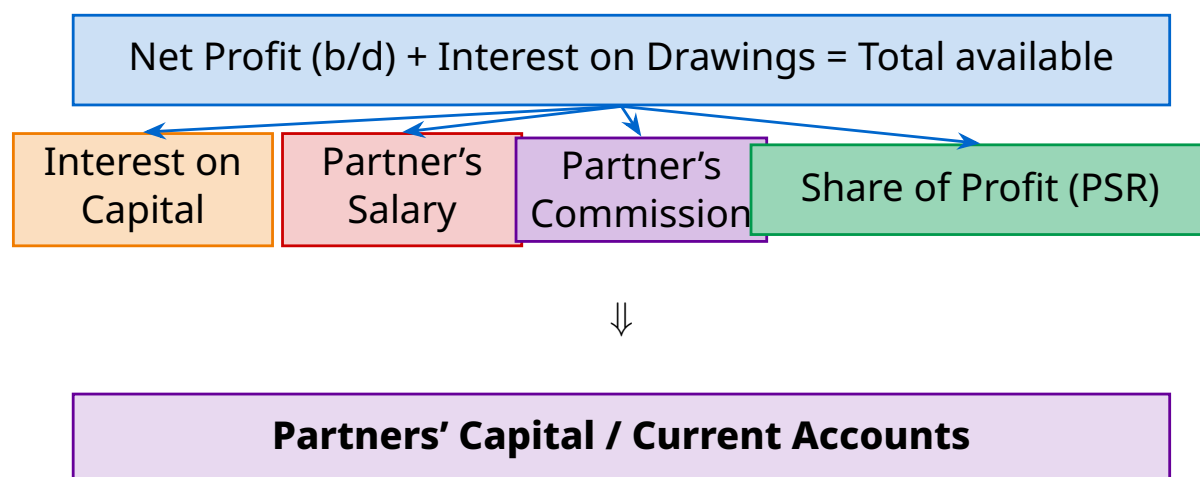 Net Profit (b/d) + Interest on Drawings = Total available
Interest on
Capital
Partner’s
Salary
Partner’s
Commission
Share of Profit (PSR)
⇓
Partners’ Capital / Current Accounts